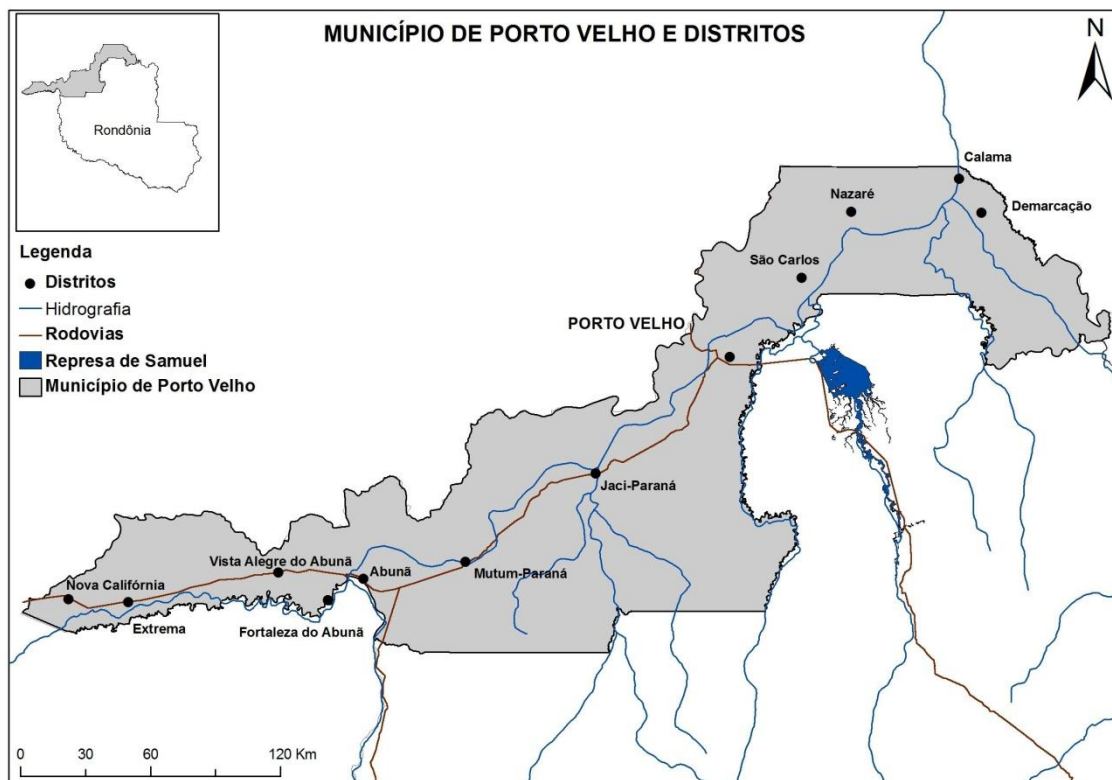 MUNICÍPIO DE PORTO VELHO E DISTRITOS
N
Rondônia
Legenda
Distritos
Hidrografia
Rodovias
Represa de Samuel
Município de Porto Velho
Calama
Nazaré
Demarcação
São Carlos
PORTO VELHO
Jaci-Paraná
Mutum-Paraná
Vista Alegre do Abunã
Abunã
Nova Califórnia
Extrema
Fortaleza do Abunã
0 30 60 120 Km